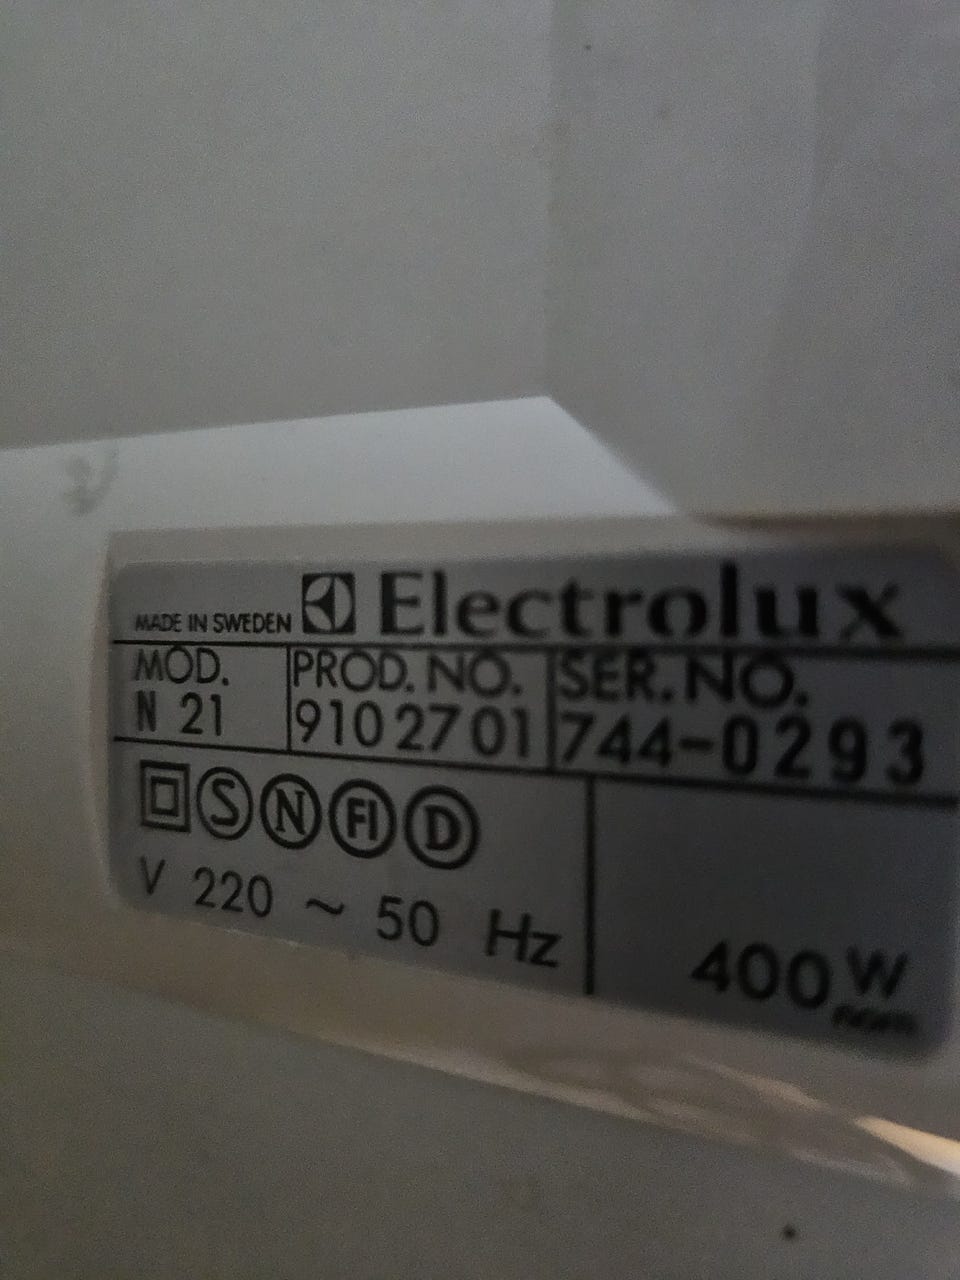 MADE IN SWEDEN Electrolux
MOD. PROD. NO. SER. NO.
N 21 910 27 01 744-0293
S N FI D
V 220 ~ 50 Hz
400 W
nom